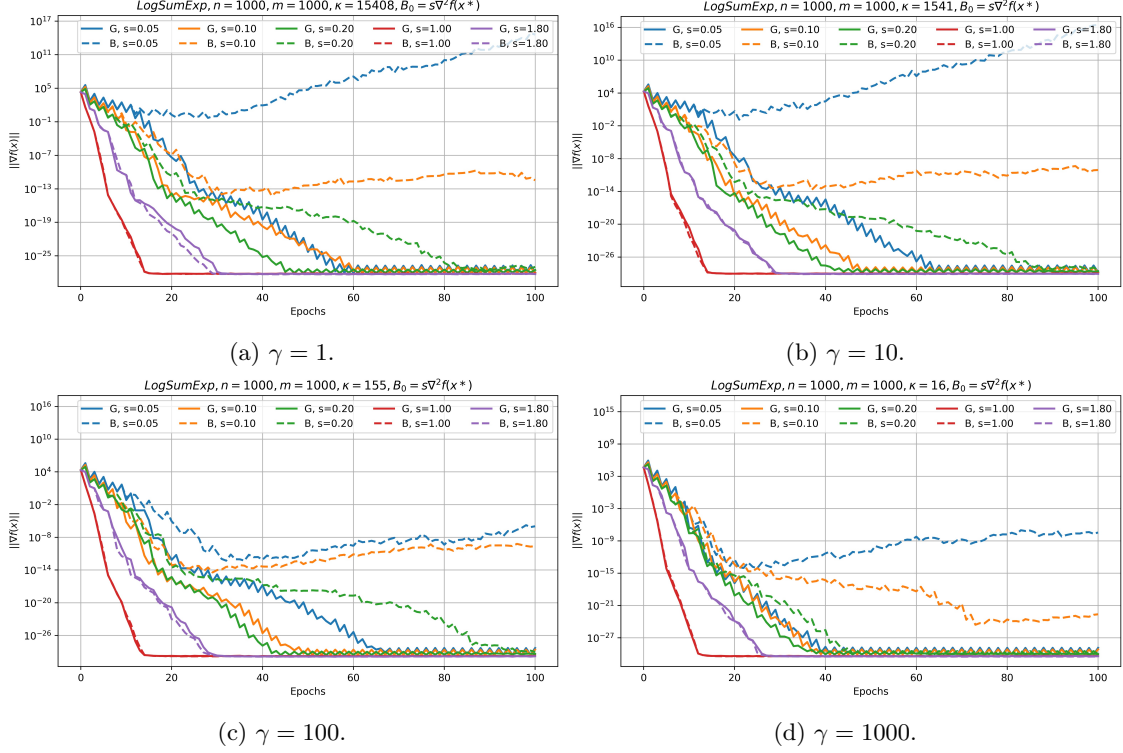 LogSumExp, n = 1000, m = 1000, κ = 15408, B₀ = s∇²f(x*)
G, s=0.05 G, s=0.10 G, s=0.20 G, s=1.00 G, s=1.80
B, s=0.05 B, s=0.10 B, s=0.20 B, s=1.00 B, s=1.80
10¹⁷
10¹¹
10⁵
10⁻¹
10⁻⁷
10⁻¹³
10⁻¹⁹
10⁻²⁵
||∇f(x)||
0 20 40 60 80 100
Epochs
(a) γ = 1.
LogSumExp, n = 1000, m = 1000, κ = 1541, B₀ = s∇²f(x*)
G, s=0.05 G, s=0.10 G, s=0.20 G, s=1.00 G, s=1.80
B, s=0.05 B, s=0.10 B, s=0.20 B, s=1.00 B, s=1.80
10¹⁶
10¹⁰
10⁴
10⁻²
10⁻⁸
10⁻¹⁴
10⁻²⁰
10⁻²⁶
||∇f(x)||
0 20 40 60 80 100
Epochs
(b) γ = 10.
LogSumExp, n = 1000, m = 1000, κ = 155, B₀ = s∇²f(x*)
G, s=0.05 G, s=0.10 G, s=0.20 G, s=1.00 G, s=1.80
B, s=0.05 B, s=0.10 B, s=0.20 B, s=1.00 B, s=1.80
10¹⁶
10¹⁰
10⁴
10⁻²
10⁻⁸
10⁻¹⁴
10⁻²⁰
10⁻²⁶
||∇f(x)||
0 20 40 60 80 100
Epochs
(c) γ = 100.
LogSumExp, n = 1000, m = 1000, κ = 16, B₀ = s∇²f(x*)
G, s=0.05 G, s=0.10 G, s=0.20 G, s=1.00 G, s=1.80
B, s=0.05 B, s=0.10 B, s=0.20 B, s=1.00 B, s=1.80
10¹⁵
10⁹
10³
10⁻³
10⁻⁹
10⁻¹⁵
10⁻²¹
10⁻²⁷
||∇f(x)||
0 20 40 60 80 100
Epochs
(d) γ = 1000.